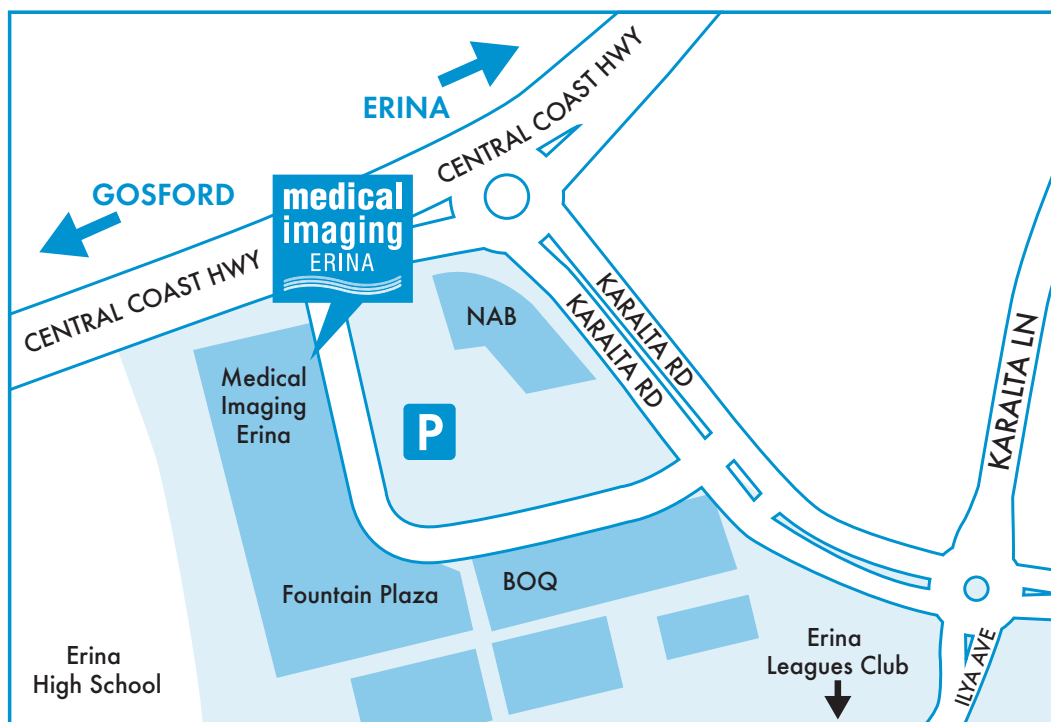 ERINA
CENTRAL COAST HWY
GOSFORD
medical
imaging
ERINA
CENTRAL COAST HWY
NAB
KARALTA RD
KARALTA RD
KARALTA LN
Medical
Imaging
Erina
P
Fountain Plaza
BOQ
Erina
High School
Erina
Leagues Club
ILYA AVE